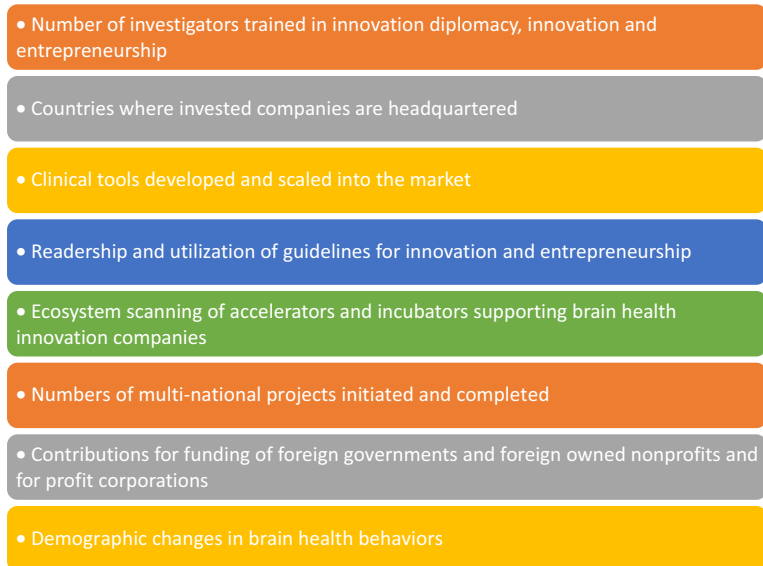 • Number of investigators trained in innovation diplomacy, innovation and
entrepreneurship
• Countries where invested companies are headquartered
• Clinical tools developed and scaled into the market
• Readership and utilization of guidelines for innovation and entrepreneurship
• Ecosystem scanning of accelerators and incubators supporting brain health
innovation companies
• Numbers of multi-national projects initiated and completed
• Contributions for funding of foreign governments and foreign owned nonprofits and
for profit corporations
• Demographic changes in brain health behaviors